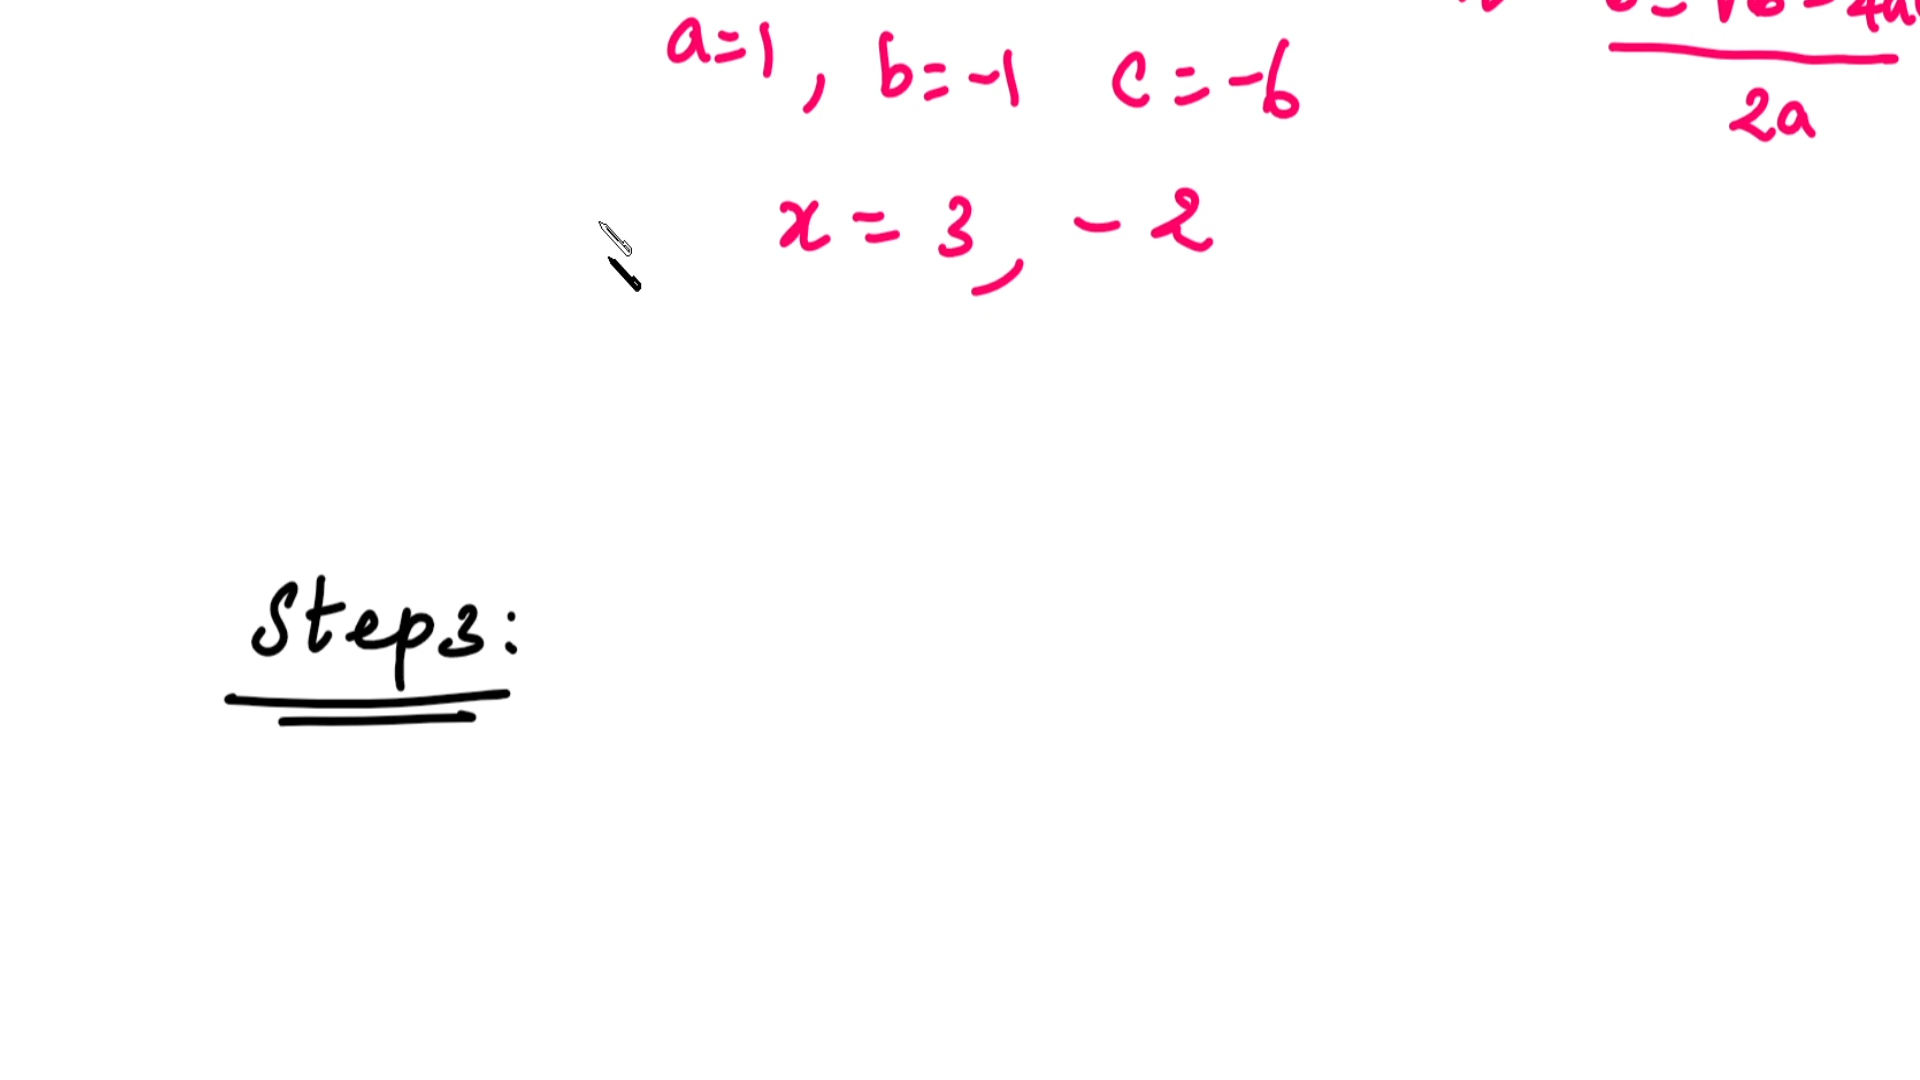 a=1, b=-1 c=-6
2a
x=3, -2
Step3: